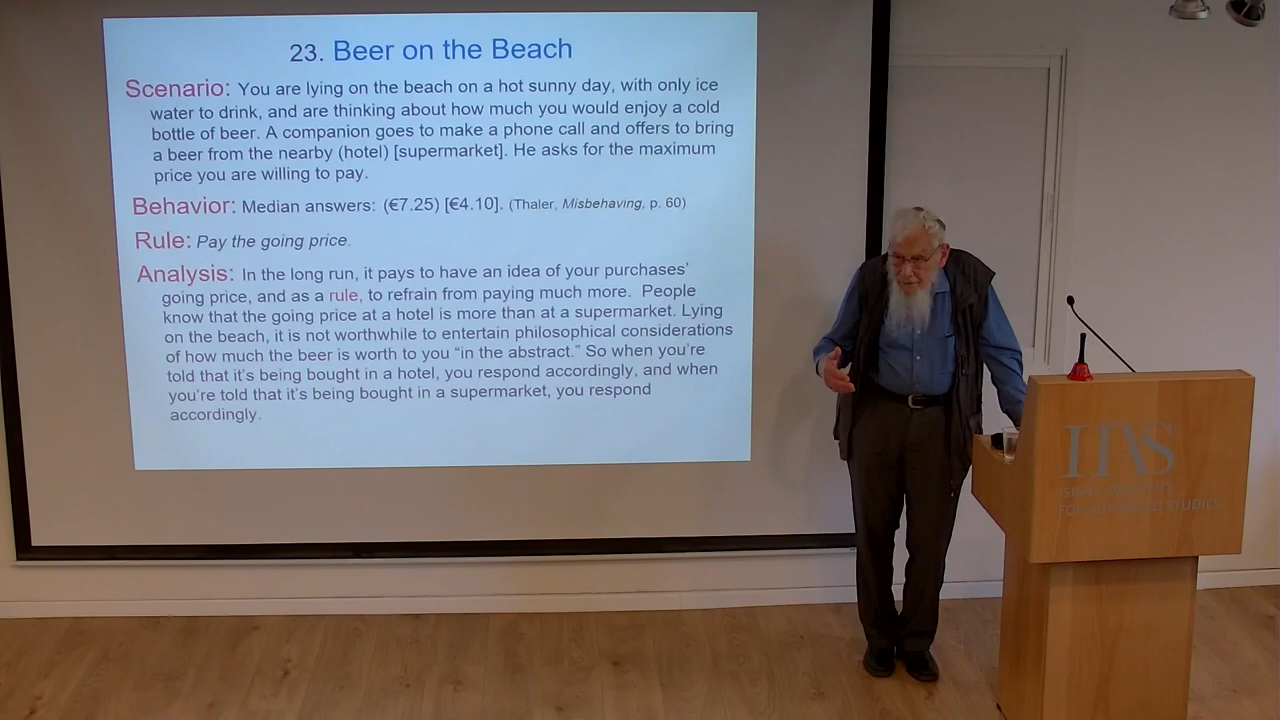 23. Beer on the Beach
Scenario: You are lying on the beach on a hot sunny day, with only ice
water to drink, and are thinking about how much you would enjoy a cold
bottle of beer. A companion goes to make a phone call and offers to bring
a beer from the nearby (hotel) [supermarket]. He asks for the maximum
price you are willing to pay.
Behavior: Median answers: (€7.25) [€4.10]. (Thaler, Misbehaving, p. 60)
Rule: Pay the going price.
Analysis: In the long run, it pays to have an idea of your purchases'
going price, and as a rule, to refrain from paying much more. People
know that the going price at a hotel is more than at a supermarket. Lying
on the beach, it is not worthwhile to entertain philosophical considerations
of how much the beer is worth to you “in the abstract.” So when you're
told that it's being bought in a hotel, you respond accordingly, and when
you're told that it's being bought in a supermarket, you respond
accordingly.
IIAS
ISRAEL INSTITUTE
FOR ADVANCED STUDIES